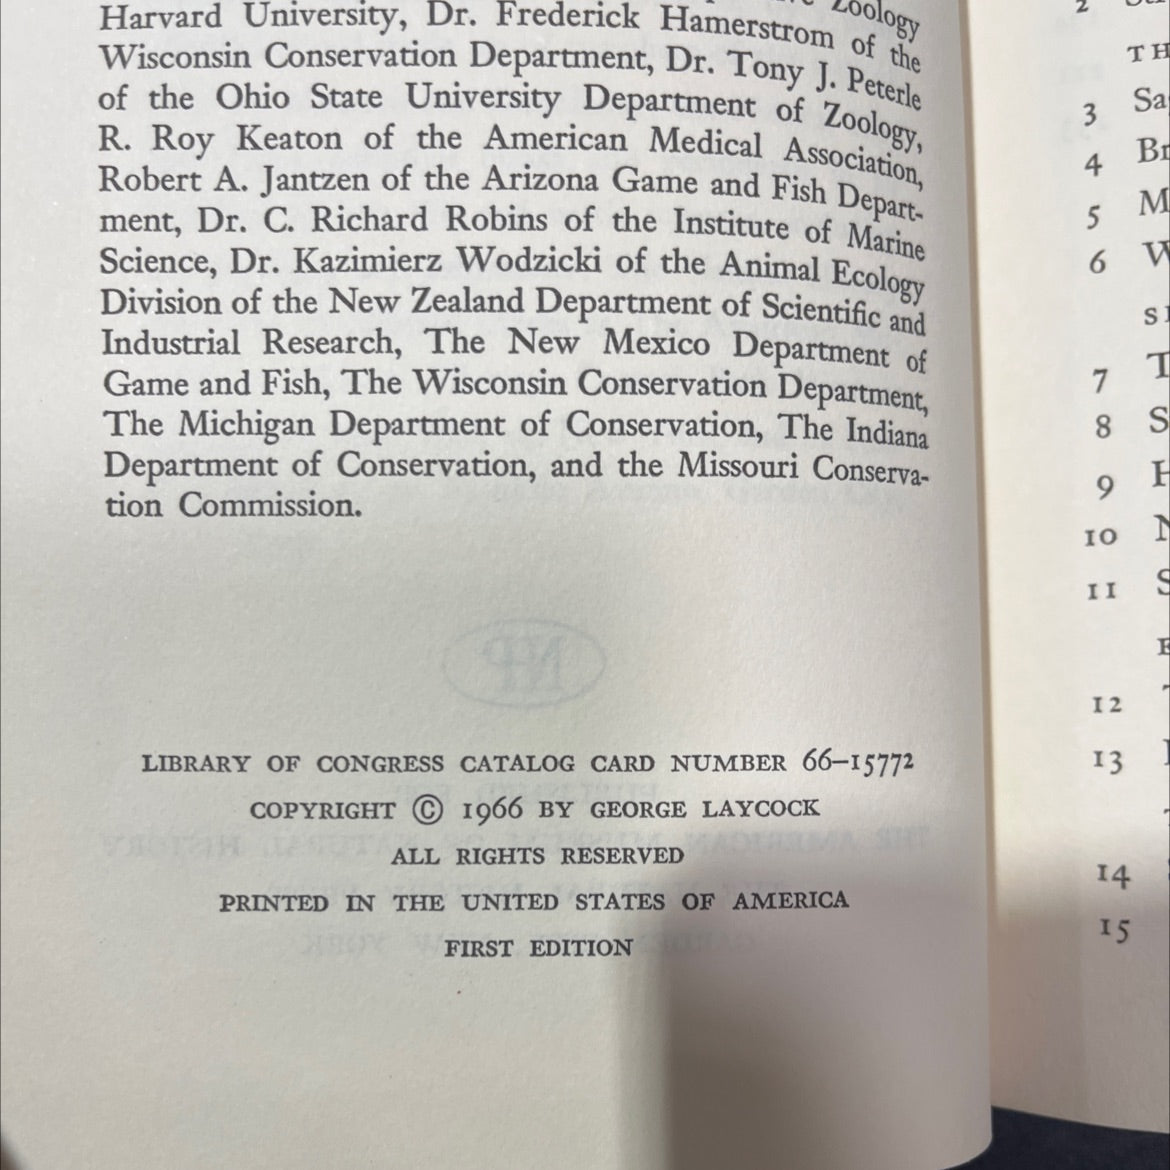 Zoology
Harvard University, Dr. Frederick Hamerstrom of the
Wisconsin Conservation Department, Dr. Tony J. Peterle
of the Ohio State University Department of Zoology,
R. Roy Keaton of the American Medical Association,
Robert A. Jantzen of the Arizona Game and Fish Depart-
ment, Dr. C. Richard Robins of the Institute of Marine
Science, Dr. Kazimierz Wodzicki of the Animal Ecology
Division of the New Zealand Department of Scientific and
Industrial Research, The New Mexico Department of
Game and Fish, The Wisconsin Conservation Department,
The Michigan Department of Conservation, The Indiana
Department of Conservation, and the Missouri Conserva-
tion Commission.
LIBRARY OF CONGRESS CATALOG CARD NUMBER 66–15772
COPYRIGHT © 1966 BY GEORGE LAYCOCK
ALL RIGHTS RESERVED
PRINTED IN THE UNITED STATES OF AMERICA
FIRST EDITION
2
TH
3 Sa
4 Br
5 M
6 W
7 T
8 S
9 H
10 N
11 S
E
12
13
14
15